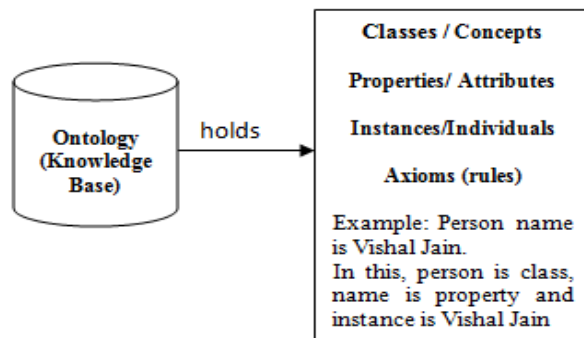 Ontology
(Knowledge
Base)
holds
Classes / Concepts
Properties/ Attributes
Instances/Individuals
Axioms (rules)
Example: Person name
is Vishal Jain.
In this, person is class,
name is property and
instance is Vishal Jain